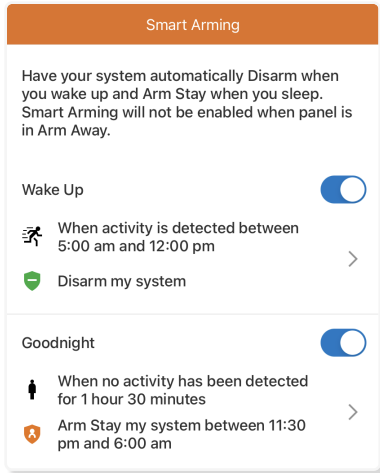 Smart Arming
Have your system automatically Disarm when
you wake up and Arm Stay when you sleep.
Smart Arming will not be enabled when panel is
in Arm Away.
Wake Up
When activity is detected between
5:00 am and 12:00 pm
Disarm my system
Goodnight
When no activity has been detected
for 1 hour 30 minutes
Arm Stay my system between 11:30
pm and 6:00 am